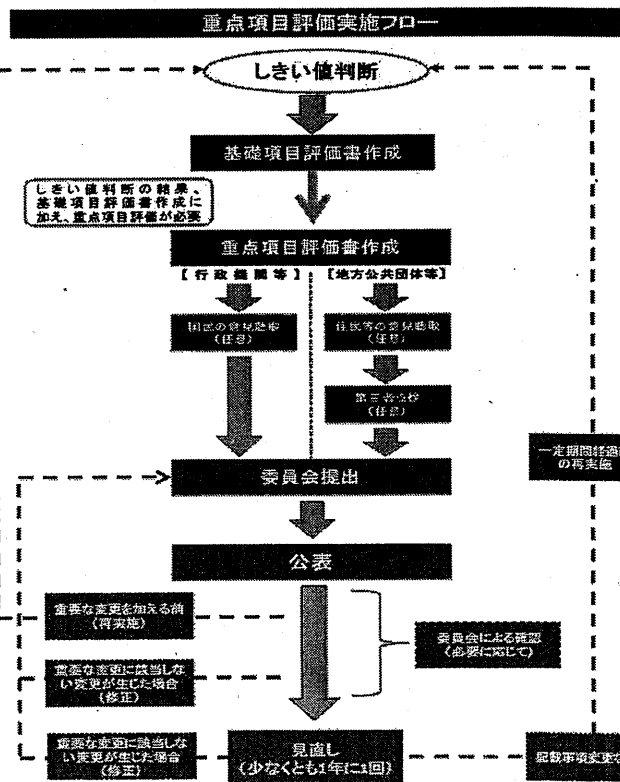 重点項目評価実施フロー
しきい値判断
基礎項目評価書作成
しきい値判断の結果、
基礎項目評価書作成に
加え、重点項目評価が必要
重点項目評価書作成
【行政機関等】
【地方公共団体等】
国民の意見聴取
(任意)
住民等の意見聴取
(任意)
第三者点検
(任意)
委員会提出
一定期間経過
の再実施
公表
重要な変更を加える前
(再実施)
委員会による確認
(必要に応じて)
重要な変更に該当しな
い変更が生じた場合
(修正)
重要な変更に該当しな
い変更が生じた場合
(修正)
見直し
(少なくとも1年に1回)
記載事項変更な